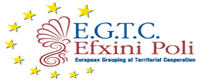 E.G.T.C.
Efxini Poli
European Grouping of Territorial Cooperation